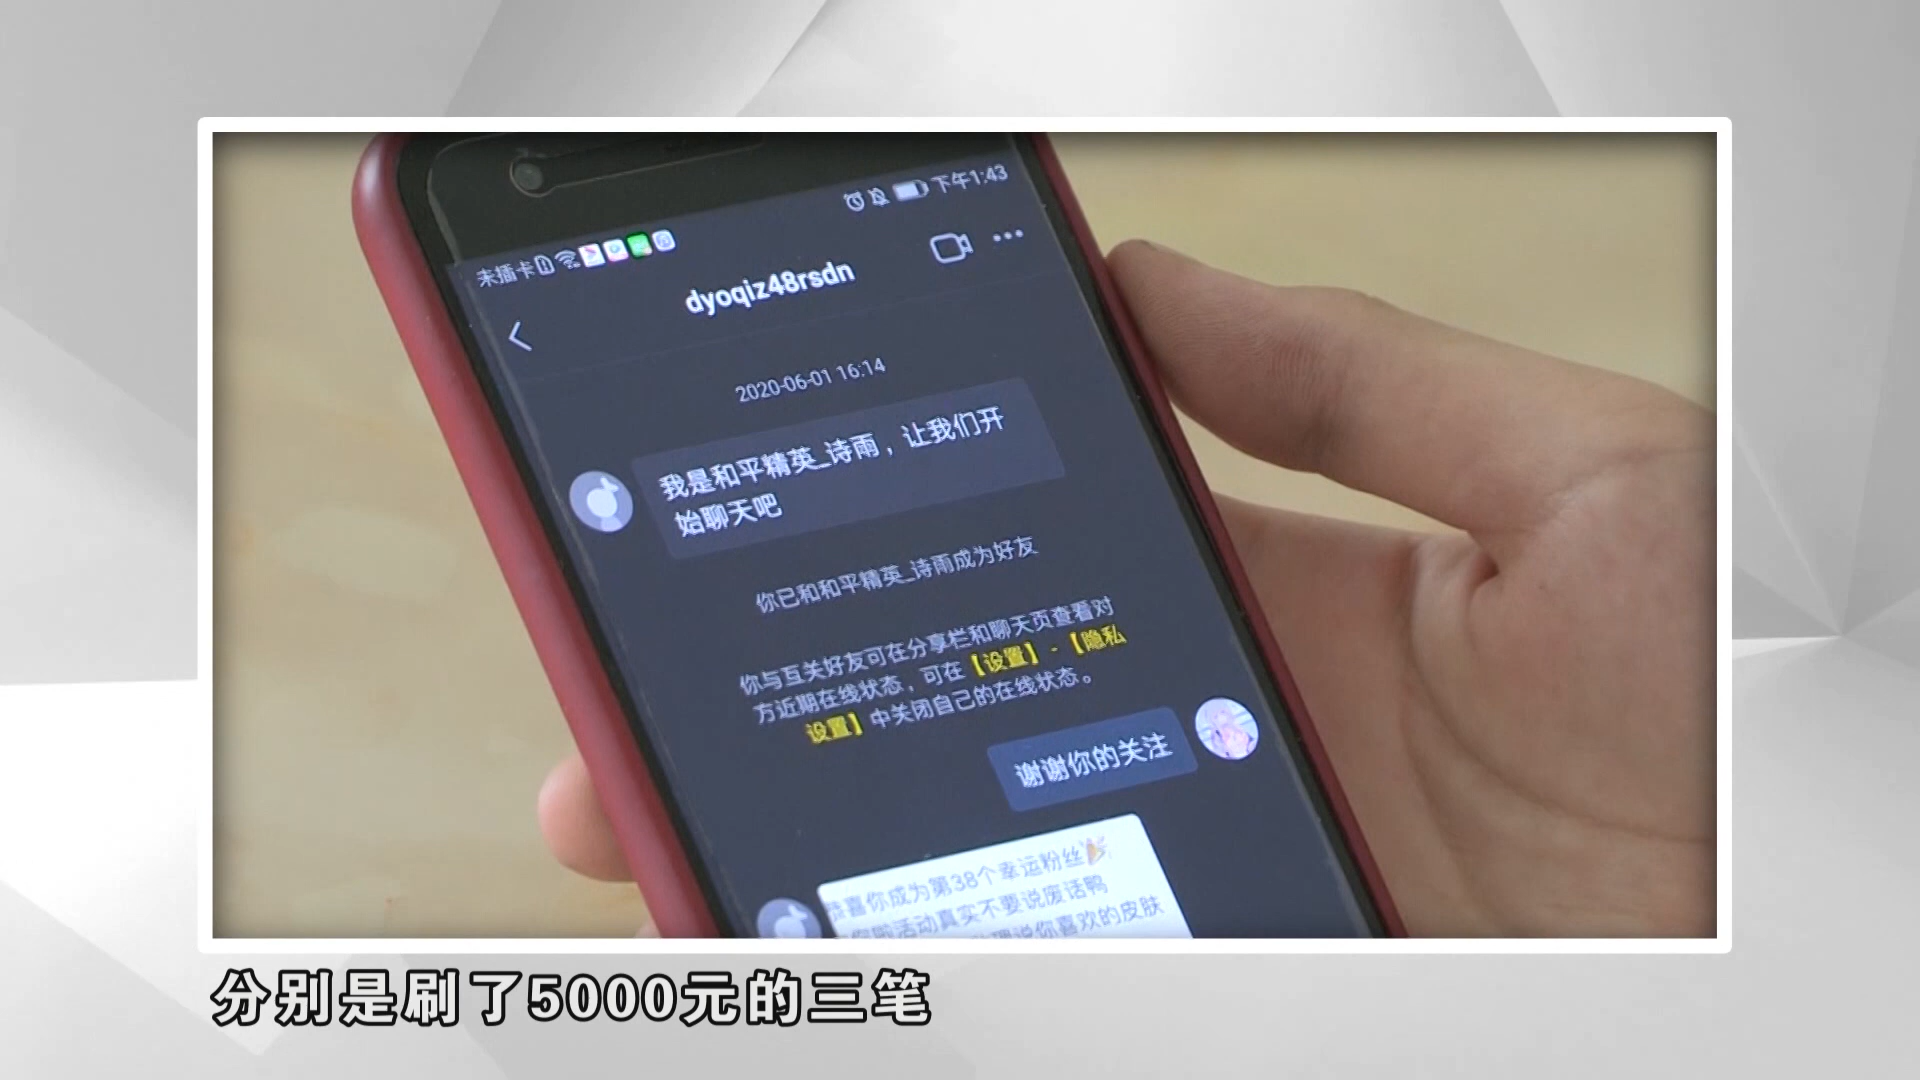 下午1:43
未插卡
dyoqiz48rsdn
2020-06-01 16:14
我是和平精英_诗雨，让我们开
始聊天吧
你已和和平精英_诗雨成为好友
你与互关好友可在分享栏和聊天页查看对
方近期在线状态，可在【设置】-【隐私
设置】中关闭自己的在线状态。
谢谢你的关注
恭喜你成为第38个幸运粉丝
活动真实不要说废话鸭
说你喜欢的皮肤
分别是刷了5000元的三笔